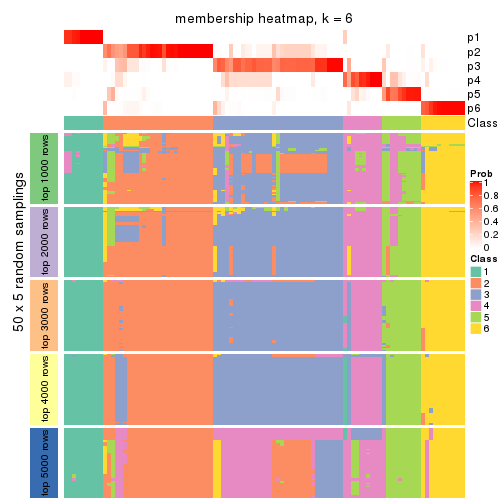 membership heatmap, k = 6
p1
p2
p3
p4
p5
p6
Class
50 x 5 random samplings
top 1000 rows
top 2000 rows
top 3000 rows
top 4000 rows
top 5000 rows
Prob
1
0.8
0.6
0.4
0.2
0
Class
1
2
3
4
5
6